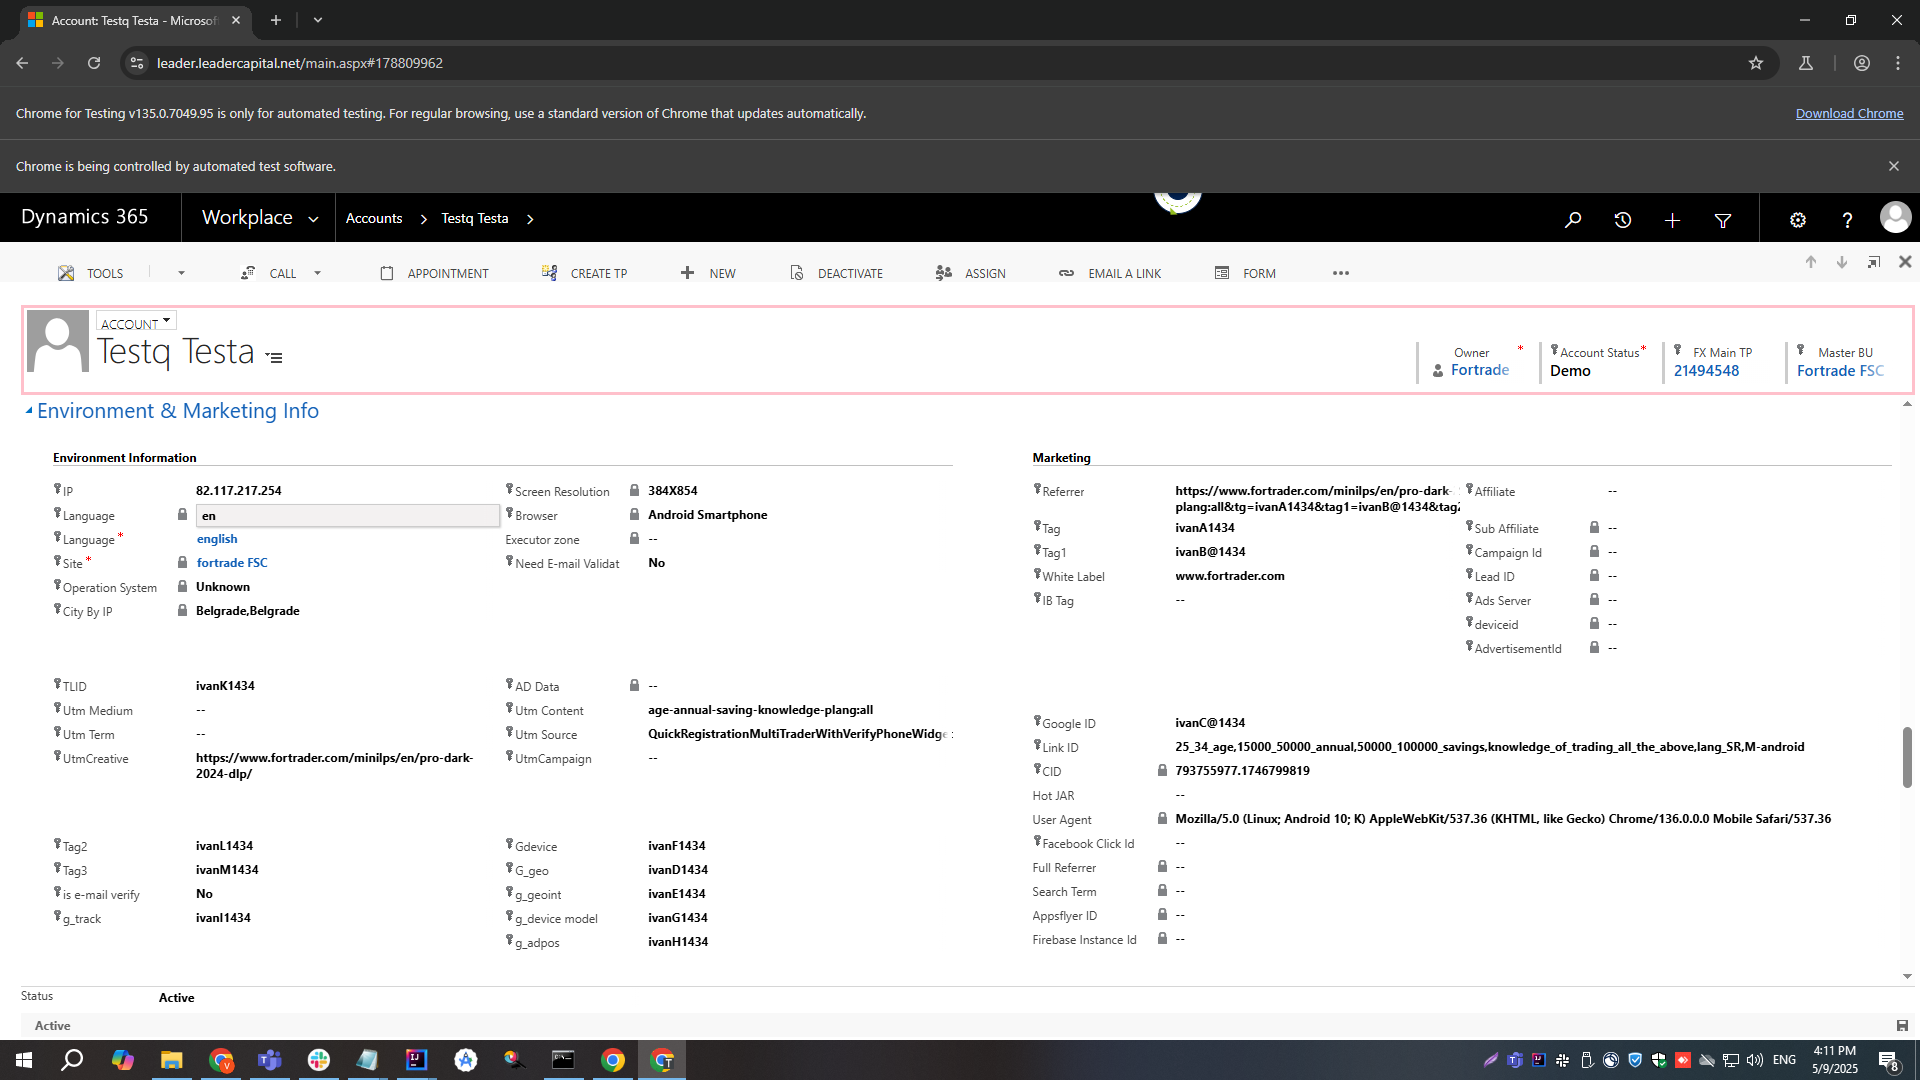 Account: Testq Testa - Microsof
leader.leadercapital.net/main.aspx#178809962
Chrome for Testing v135.0.7049.95 is only for automated testing. For regular browsing, use a standard version of Chrome that updates automatically.
Download Chrome
Chrome is being controlled by automated test software.
Dynamics 365
Workplace
Accounts
Testq Testa
TOOLS
CALL
APPOINTMENT
CREATE TP
NEW
DEACTIVATE
ASSIGN
EMAIL A LINK
FORM
ACCOUNT
Testq Testa
Owner *
Fortrade
Account Status *
Demo
FX Main TP
21494548
Master BU
Fortrade FSC
Environment & Marketing Info
Environment Information
IP 82.117.217.254
Language en
Language * english
Site * fortrade FSC
Operation System Unknown
City By IP Belgrade,Belgrade
Screen Resolution 384X854
Browser Android Smartphone
Executor zone --
Need E-mail Validat No
TLID ivanK1434
Utm Medium --
Utm Term --
UtmCreative https://www.fortrader.com/minilps/en/pro-dark-
2024-dlp/
AD Data --
Utm Content age-annual-saving-knowledge-plang:all
Utm Source QuickRegistrationMultiTraderWithVerifyPhoneWidge
UtmCampaign --
Tag2 ivanL1434
Tag3 ivanM1434
is e-mail verify No
g_track ivanI1434
Gdevice ivanF1434
G_geo ivanD1434
g_geoint ivanE1434
g_device model ivanG1434
g_adpos ivanH1434
Marketing
Referrer https://www.fortrader.com/minilps/en/pro-dark-
plang:all&tg=ivanA1434&tag1=ivanB@1434&tag2
Tag ivanA1434
Tag1 ivanB@1434
White Label www.fortrader.com
IB Tag --
Affiliate --
Sub Affiliate --
Campaign Id --
Lead ID --
Ads Server --
deviceid --
AdvertisementId --
Google ID ivanC@1434
Link ID 25_34_age,15000_50000_annual,50000_100000_savings,knowledge_of_trading_all_the_above,lang_SR,M-android
CID 793755977.1746799819
Hot JAR --
User Agent Mozilla/5.0 (Linux; Android 10; K) AppleWebKit/537.36 (KHTML, like Gecko) Chrome/136.0.0.0 Mobile Safari/537.36
Facebook Click Id --
Full Referrer --
Search Term --
Appsflyer ID --
Firebase Instance Id --
Status Active
Active
ENG
4:11 PM
5/9/2025
8